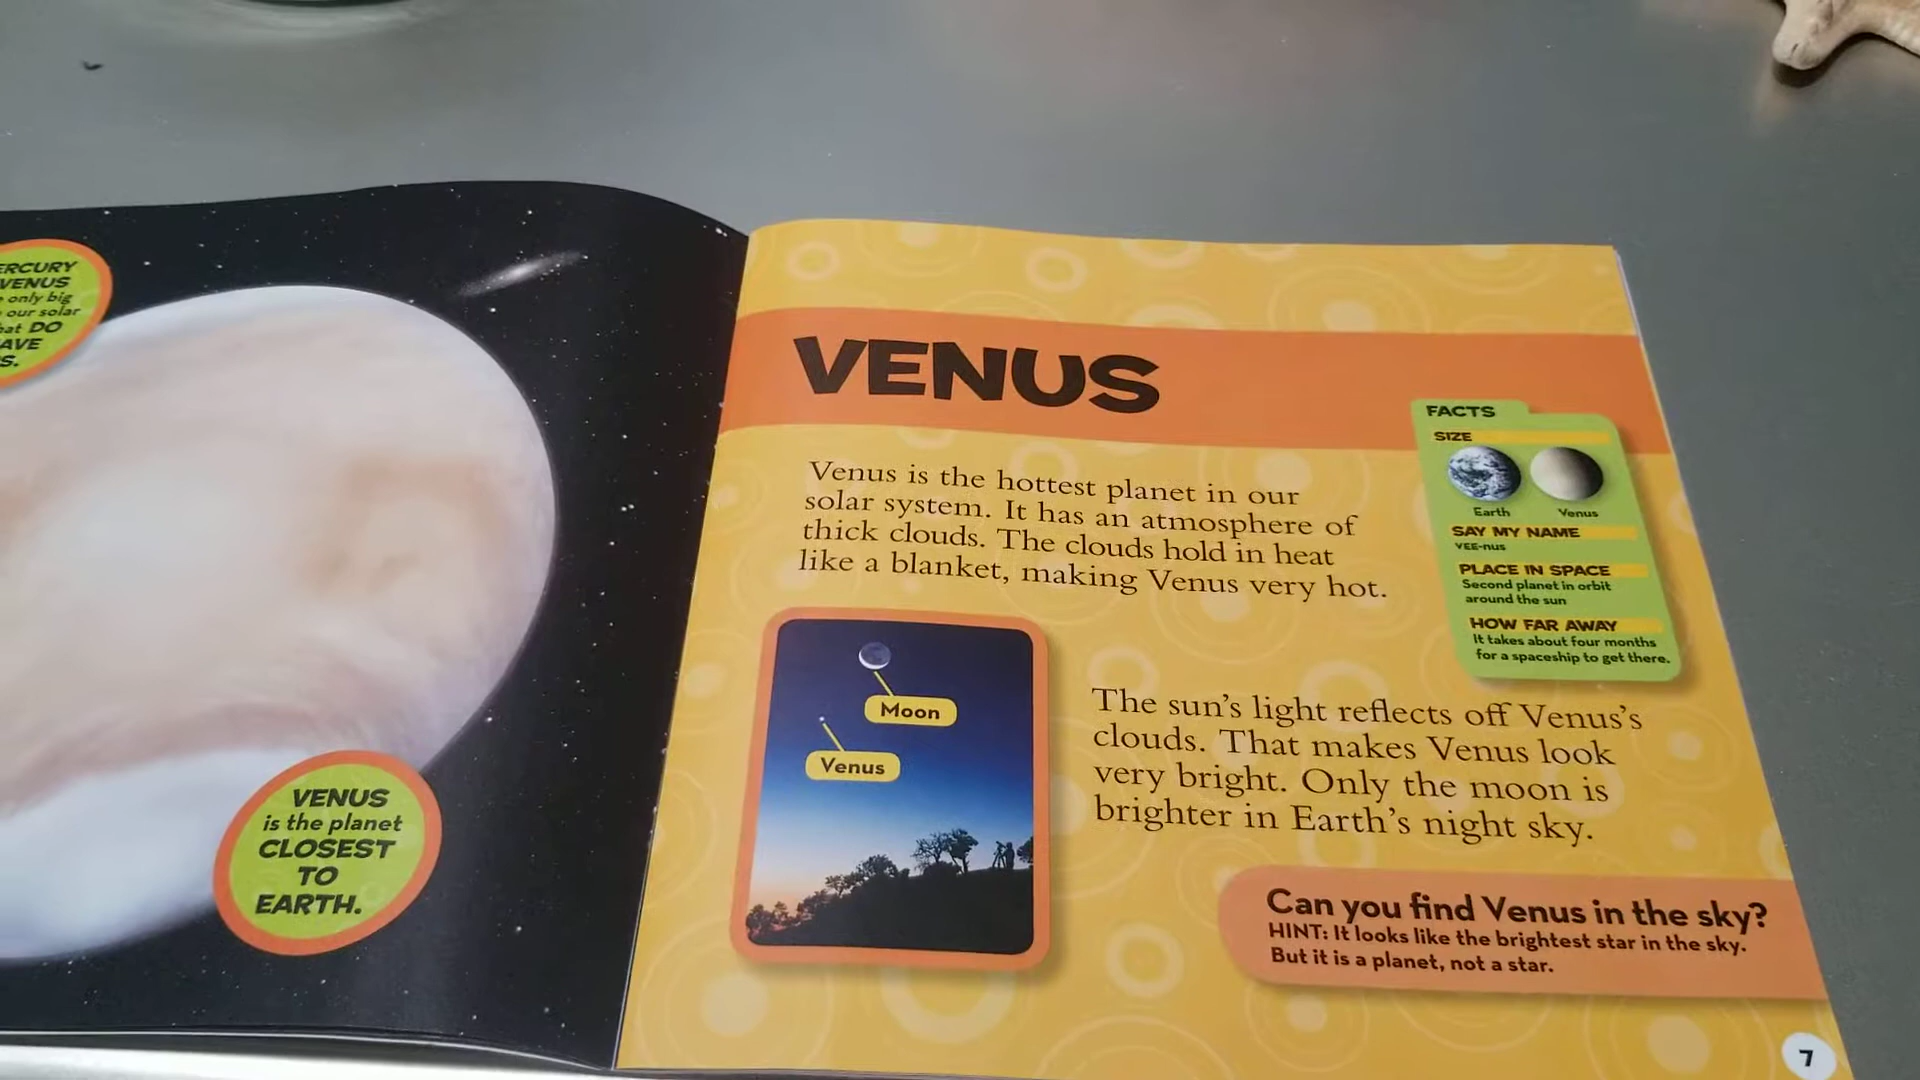 VENUS
only big
our solar
DO
VENUS
is the planet
CLOSEST
TO
EARTH.
VENUS
Venus is the hottest planet in our
solar system. It has an atmosphere of
thick clouds. The clouds hold in heat
like a blanket, making Venus very hot.
FACTS
SIZE
Earth Venus
SAY MY NAME
VEE-nus
PLACE IN SPACE
Second planet in orbit
around the sun
HOW FAR AWAY
It takes about four months
for a spaceship to get there.
Moon
Venus
The sun's light reflects off Venus's
clouds. That makes Venus look
very bright. Only the moon is
brighter in Earth's night sky.
Can you find Venus in the sky?
HINT: It looks like the brightest star in the sky.
But it is a planet, not a star.
7